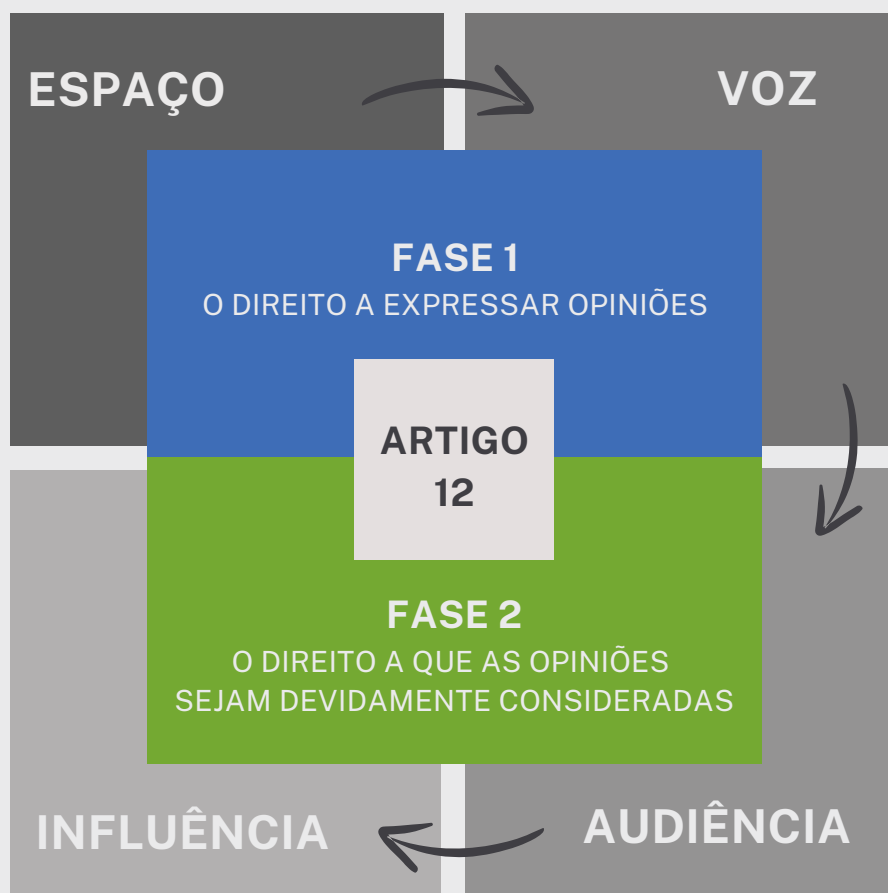 ESPAÇO
VOZ
FASE 1
O DIREITO A EXPRESSAR OPINIÕES
ARTIGO
12
FASE 2
O DIREITO A QUE AS OPINIÕES
SEJAM DEVIDAMENTE CONSIDERADAS
INFLUÊNCIA
AUDIÊNCIA